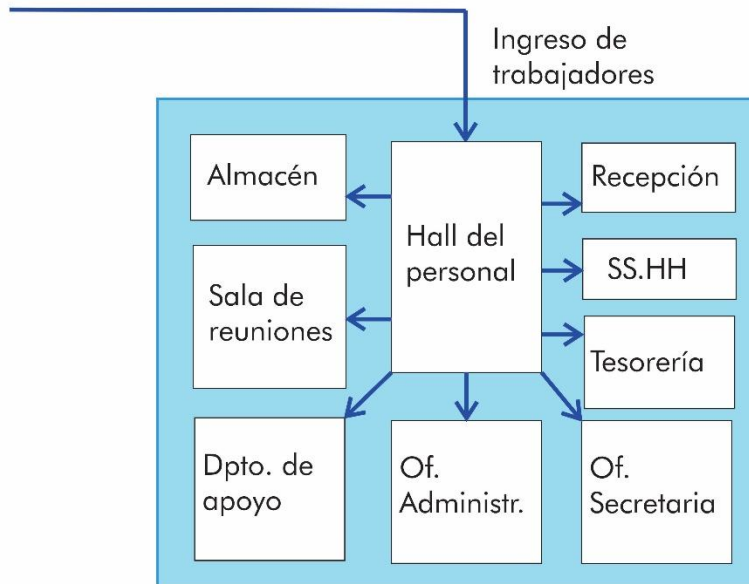 Ingreso de
trabajadores
Almacén
Hall del
personal
Recepción
SS.HH
Sala de
reuniones
Tesorería
Dpto. de
apoyo
Of.
Administr.
Of.
Secretaria